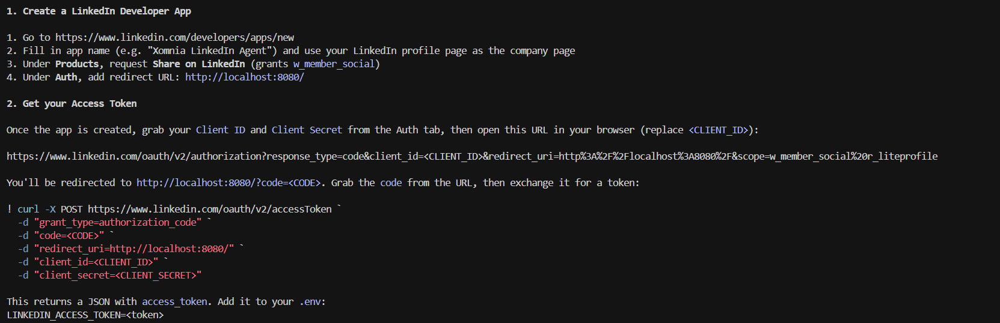 1. Create a LinkedIn Developer App
1. Go to https://www.linkedin.com/developers/apps/new
2. Fill in app name (e.g. "Xomnia LinkedIn Agent") and use your LinkedIn profile page as the company page
3. Under Products, request Share on LinkedIn (grants w_member_social)
4. Under Auth, add redirect URL: http://localhost:8080/
2. Get your Access Token
Once the app is created, grab your Client ID and Client Secret from the Auth tab, then open this URL in your browser (replace <CLIENT_ID>):
https://www.linkedin.com/oauth/v2/authorization?response_type=code&client_id=<CLIENT_ID>&redirect_uri=http%3A%2F%2Flocalhost%3A8080%2F&scope=w_member_social%20r_liteprofile
You'll be redirected to http://localhost:8080/?code=<CODE>. Grab the code from the URL, then exchange it for a token:
! curl -X POST https://www.linkedin.com/oauth/v2/accessToken `
-d "grant_type=authorization_code" `
-d "code=<CODE>" `
-d "redirect_uri=http://localhost:8080/" `
-d "client_id=<CLIENT_ID>" `
-d "client_secret=<CLIENT_SECRET>"
This returns a JSON with access_token. Add it to your .env:
LINKEDIN_ACCESS_TOKEN=<token>